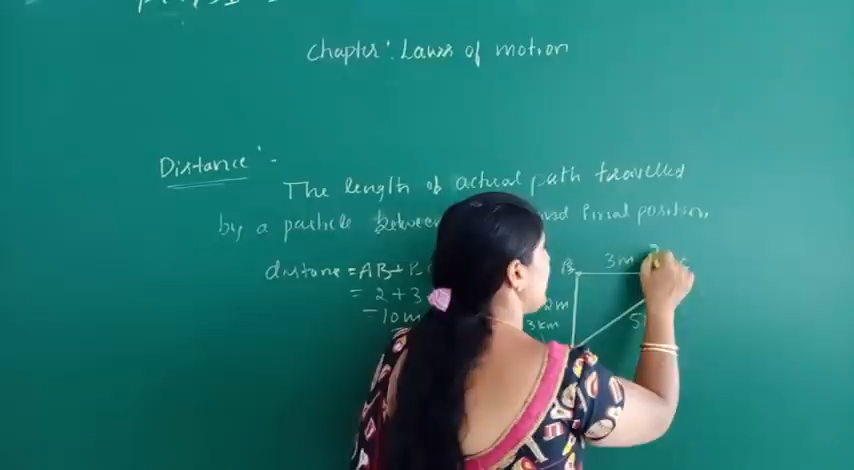 Chapter: Laws of motion
Distance :-
The length of actual path travelled
by a particle between and final position.
distance = AB + B
= 2 + 3
= 10m
B 3m
2m
3km
5